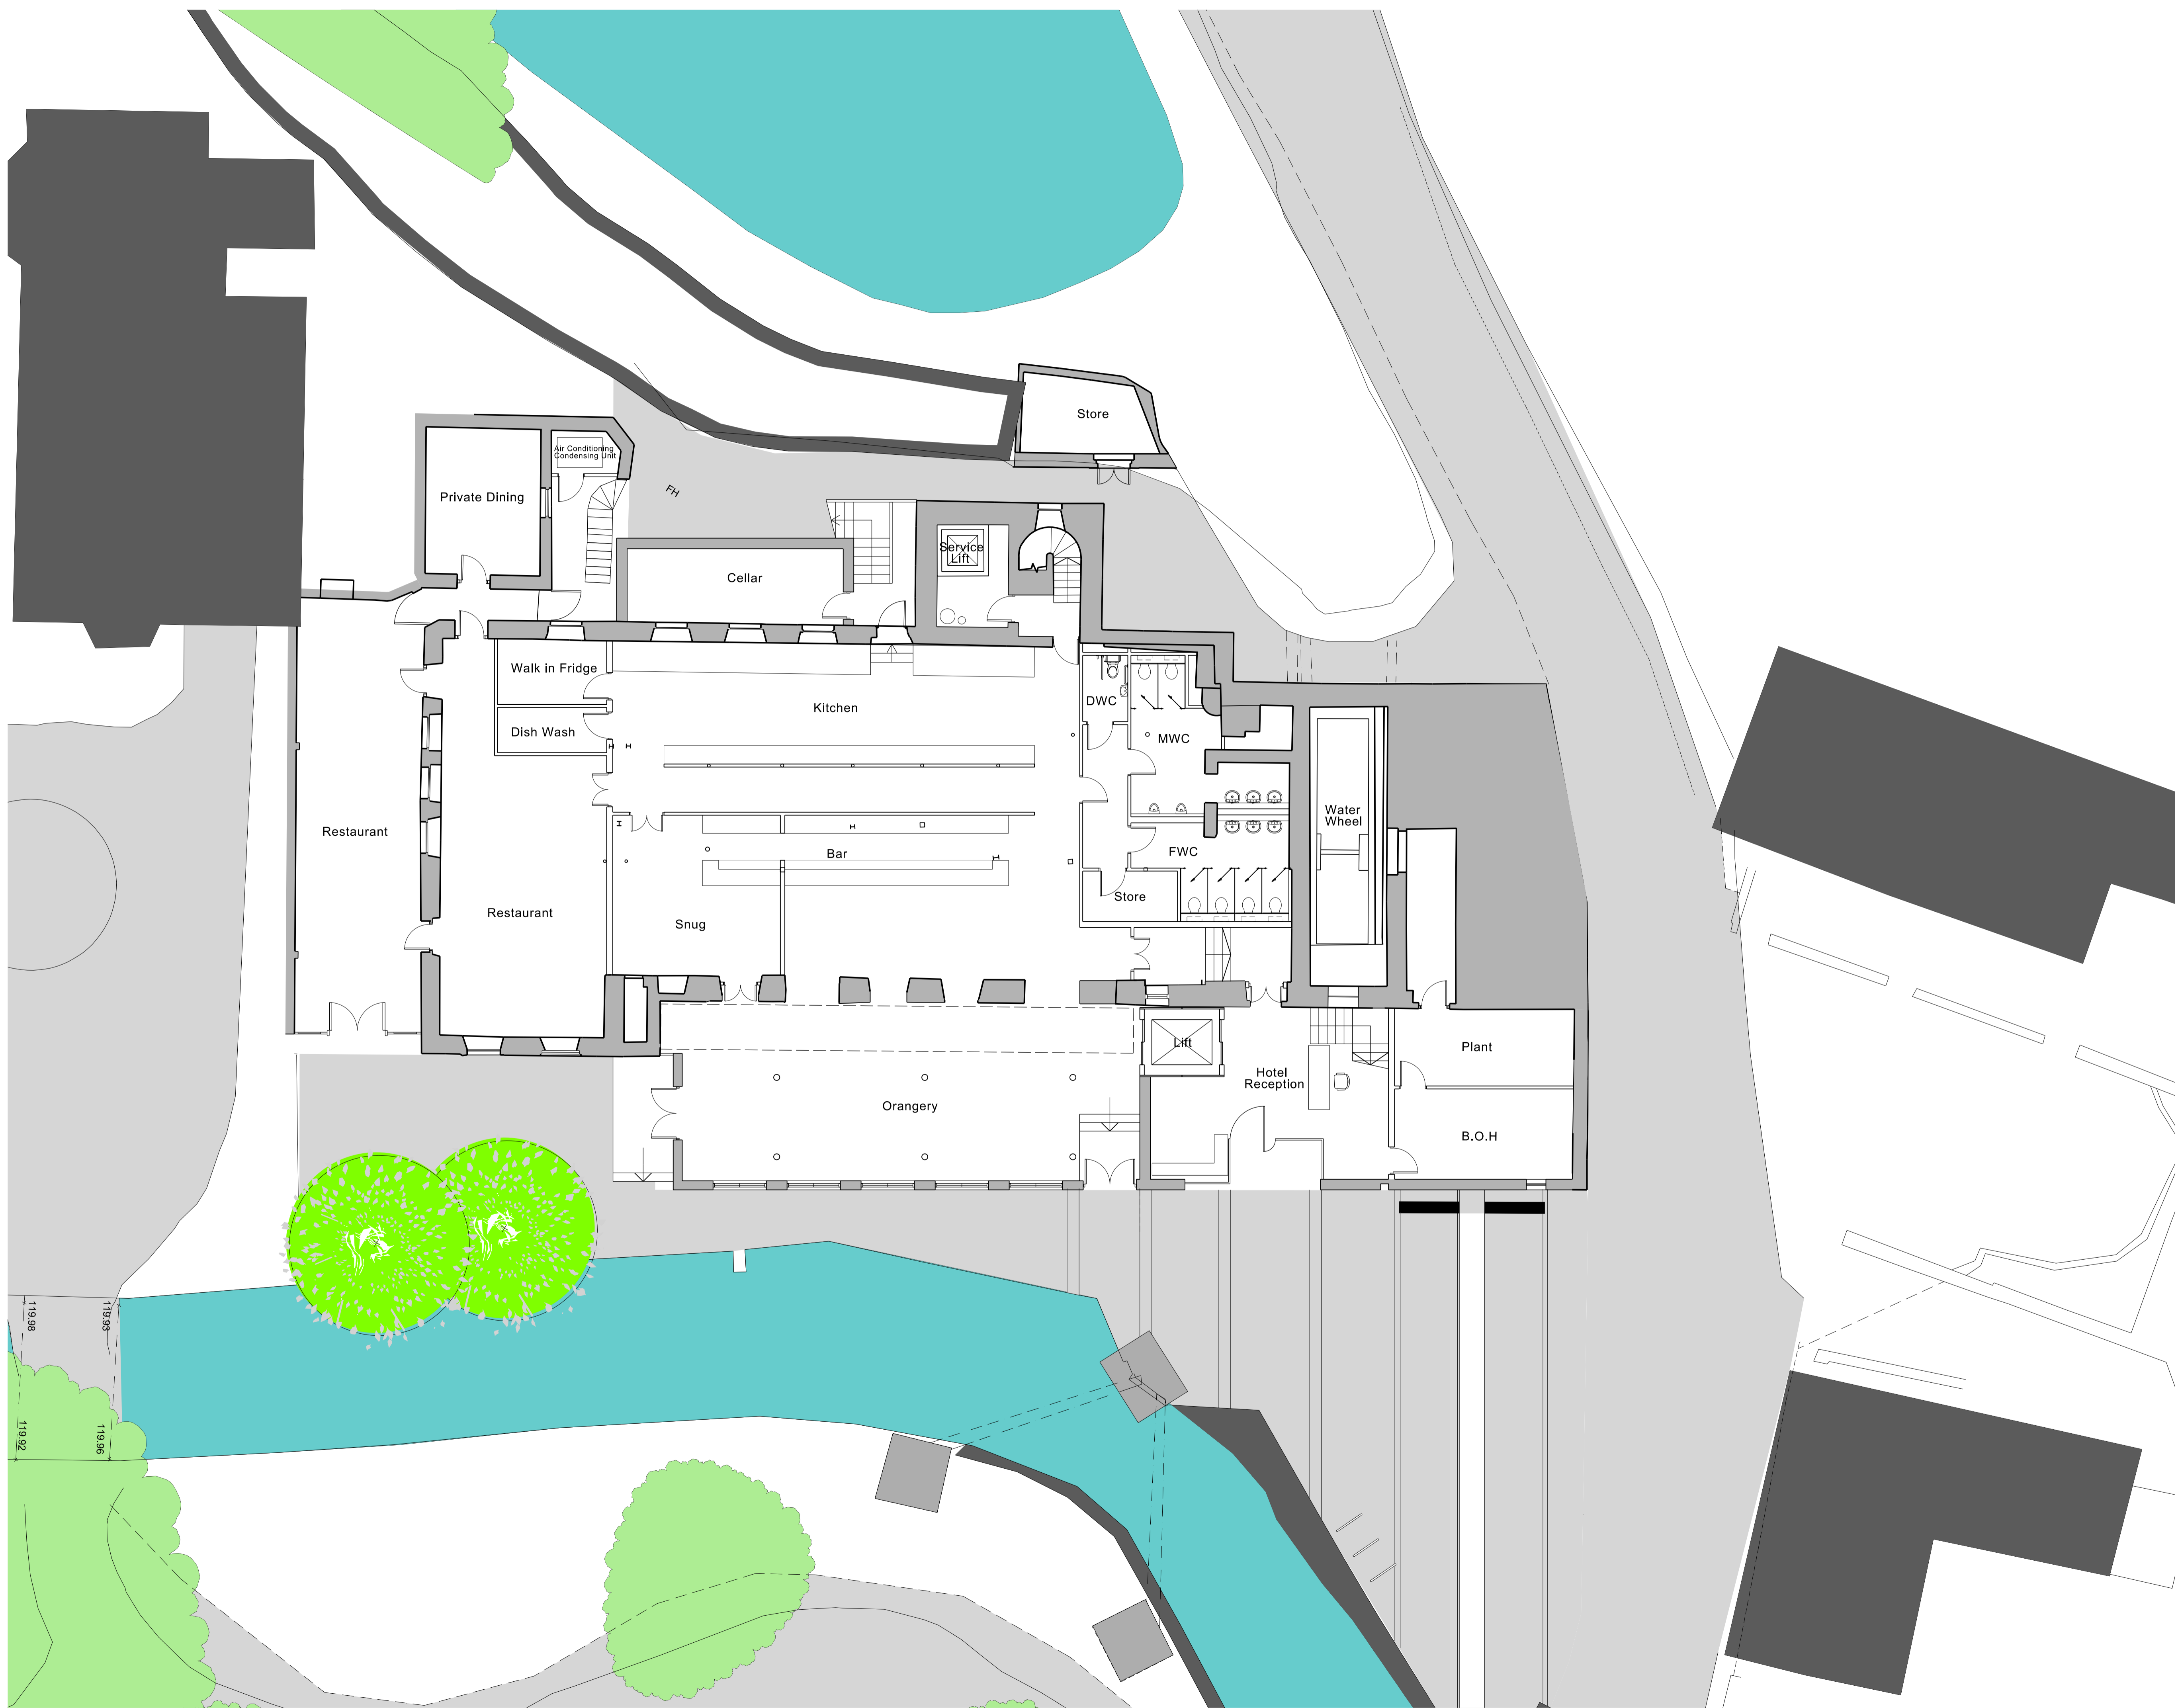 Store
Air Conditioning
Condensing Unit
Private Dining
FH
Service
Lift
Cellar
Walk in Fridge
Kitchen
DWC
Dish Wash
MWC
Water
Wheel
Restaurant
Bar
FWC
Store
Restaurant
Snug
Lift
Plant
Hotel
Reception
Orangery
B.O.H
119.98
119.93
119.92
119.96